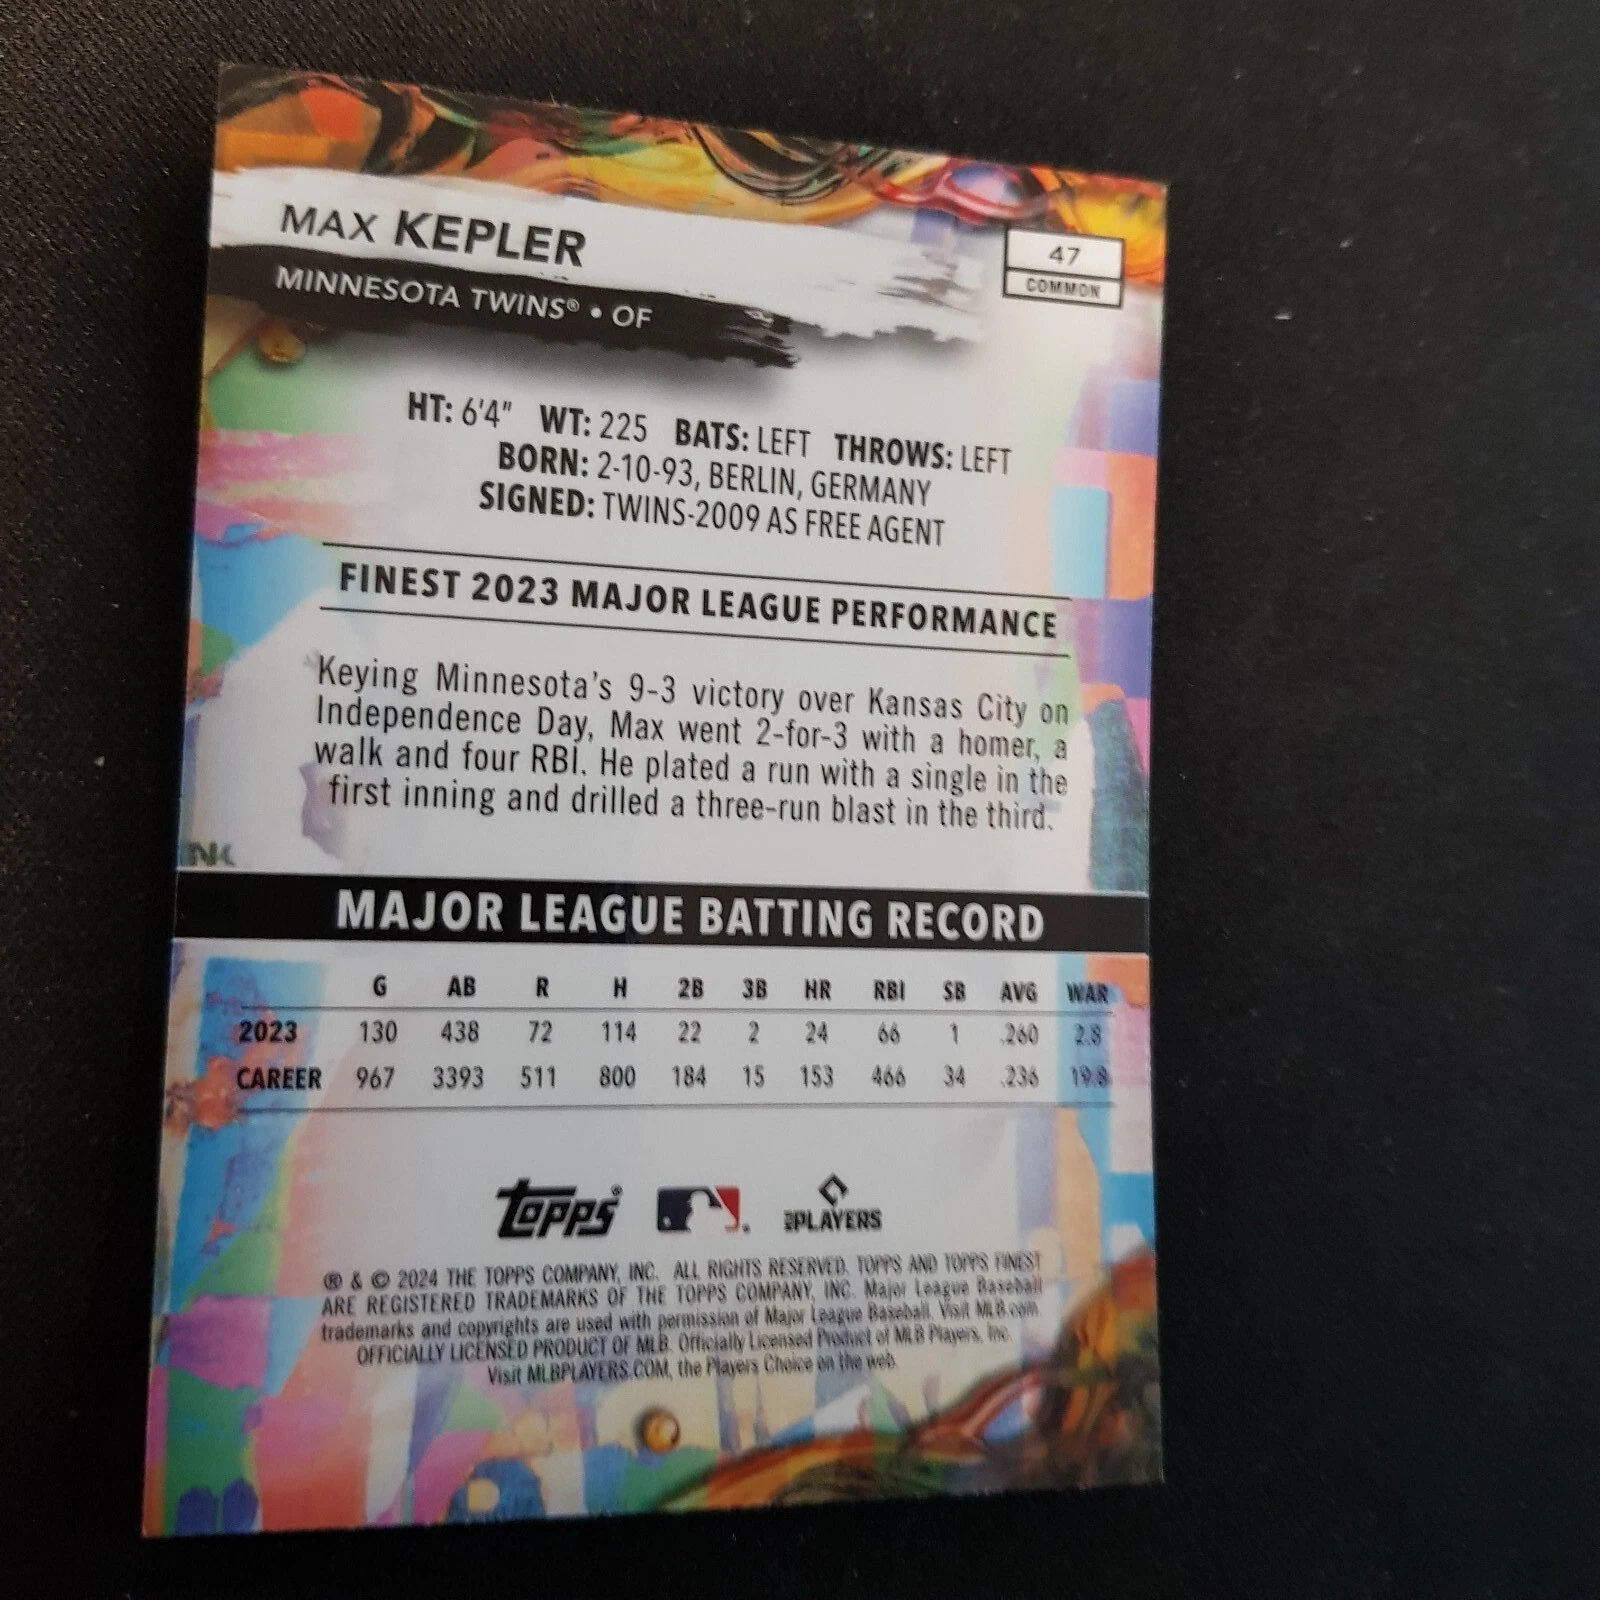 MAX KEPLER
MINNESOTA TWINS® • OF
47
COMMON
HT: 6'4" WT: 225 BATS: LEFT THROWS: LEFT
BORN: 2-10-93, BERLIN, GERMANY
SIGNED: TWINS-2009 AS FREE AGENT
FINEST 2023 MAJOR LEAGUE PERFORMANCE
Keying Minnesota's 9-3 victory over Kansas City on
Independence Day, Max went 2-for-3 with a homer, a
walk and four RBI. He plated a run with a single in the
first inning and drilled a three-run blast in the third.
NK
MAJOR LEAGUE BATTING RECORD
G AB R H 2B 3B HR RBI SB AVG WAR
2023 130 438 72 114 22 2 24 66 1 .260 2.8
CAREER 967 3393 511 800 184 15 153 466 34 .236 19.8
Topps®
PLAYERS
® & © 2024 THE TOPPS COMPANY, INC. ALL RIGHTS RESERVED. TOPPS AND TOPPS FINEST
ARE REGISTERED TRADEMARKS OF THE TOPPS COMPANY, INC. Major League Baseball
trademarks and copyrights are used with permission of Major League Baseball. Visit MLB.com.
OFFICIALLY LICENSED PRODUCT OF MLB. Officially Licensed Product of MLB Players, Inc.
Visit MLBPLAYERS.COM, the Players Choice on the web.